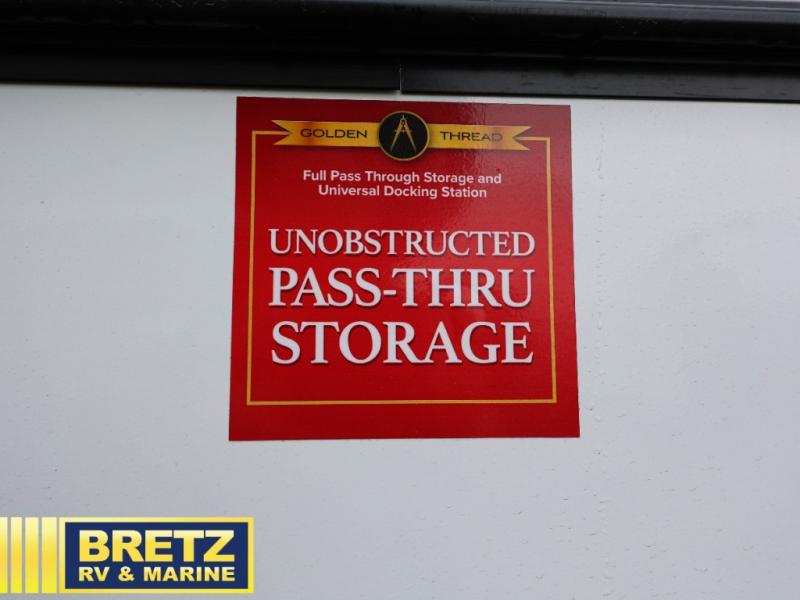 GOLDEN THREAD
Full Pass Through Storage and
Universal Docking Station
UNOBSTRUCTED
PASS-THRU
STORAGE
BRETZ
RV & MARINE